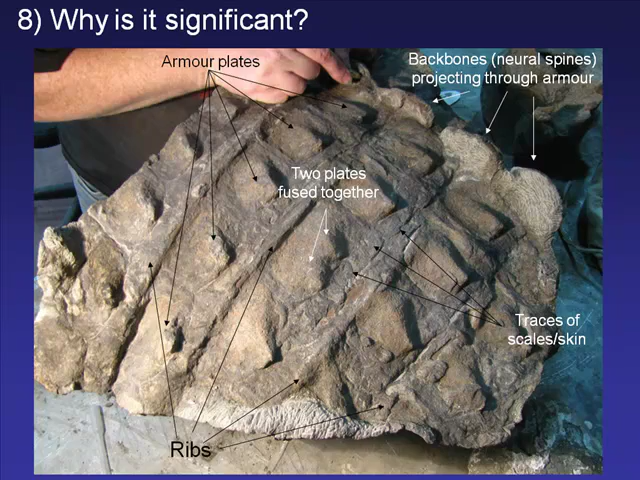 8) Why is it significant?
Armour plates
Backbones (neural spines)
projecting through armour
Two plates
fused together
Traces of
scales/skin
Ribs